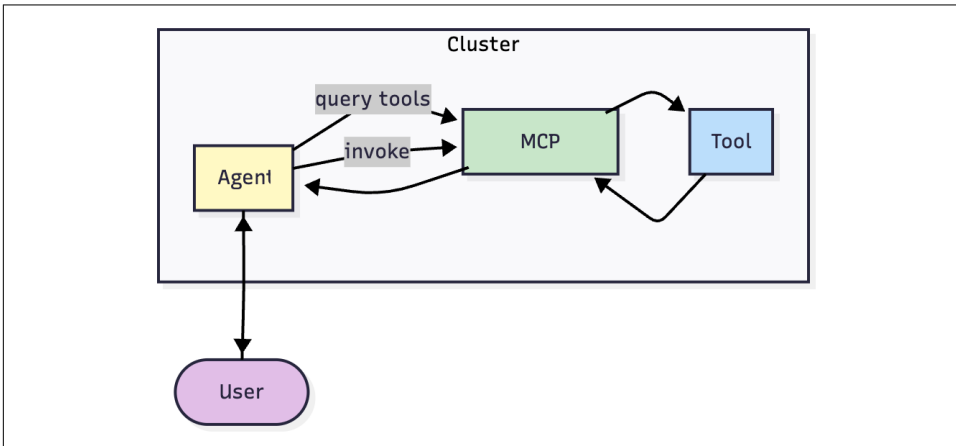 Cluster
query tools
invoke
MCP
Tool
Agent
User